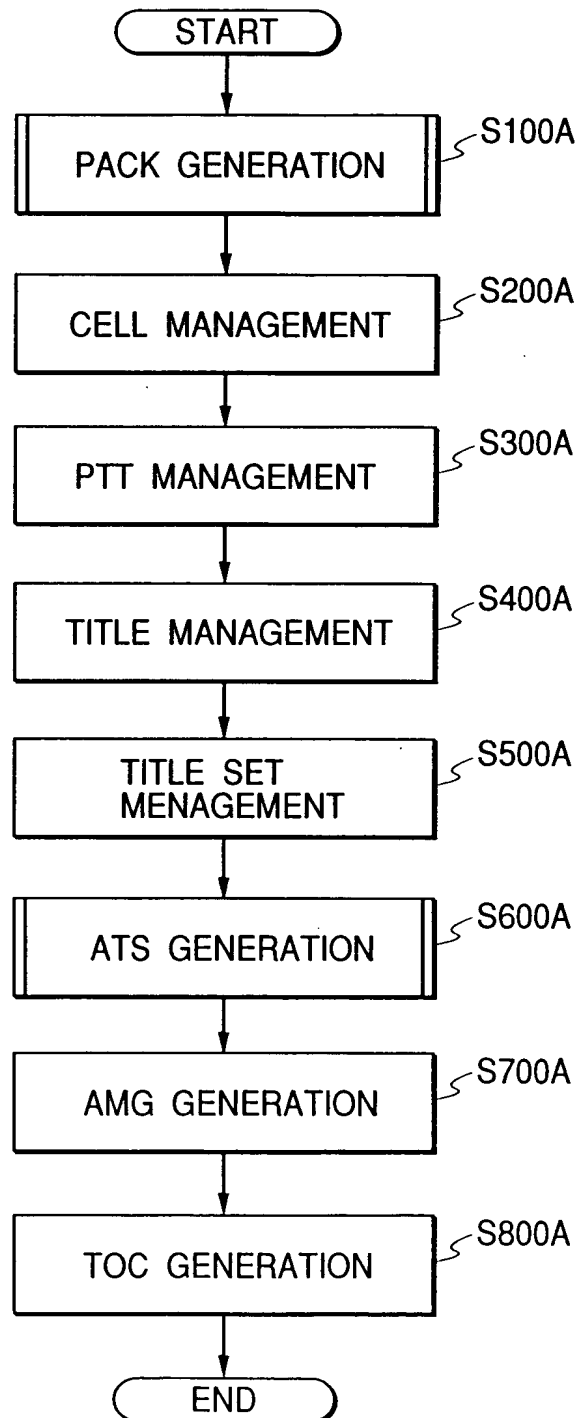 START
PACK GENERATION
S100A
CELL MANAGEMENT
S200A
PTT MANAGEMENT
S300A
TITLE MANAGEMENT
S400A
TITLE SET
MENAGEMENT
S500A
ATS GENERATION
S600A
AMG GENERATION
S700A
TOC GENERATION
S800A
END